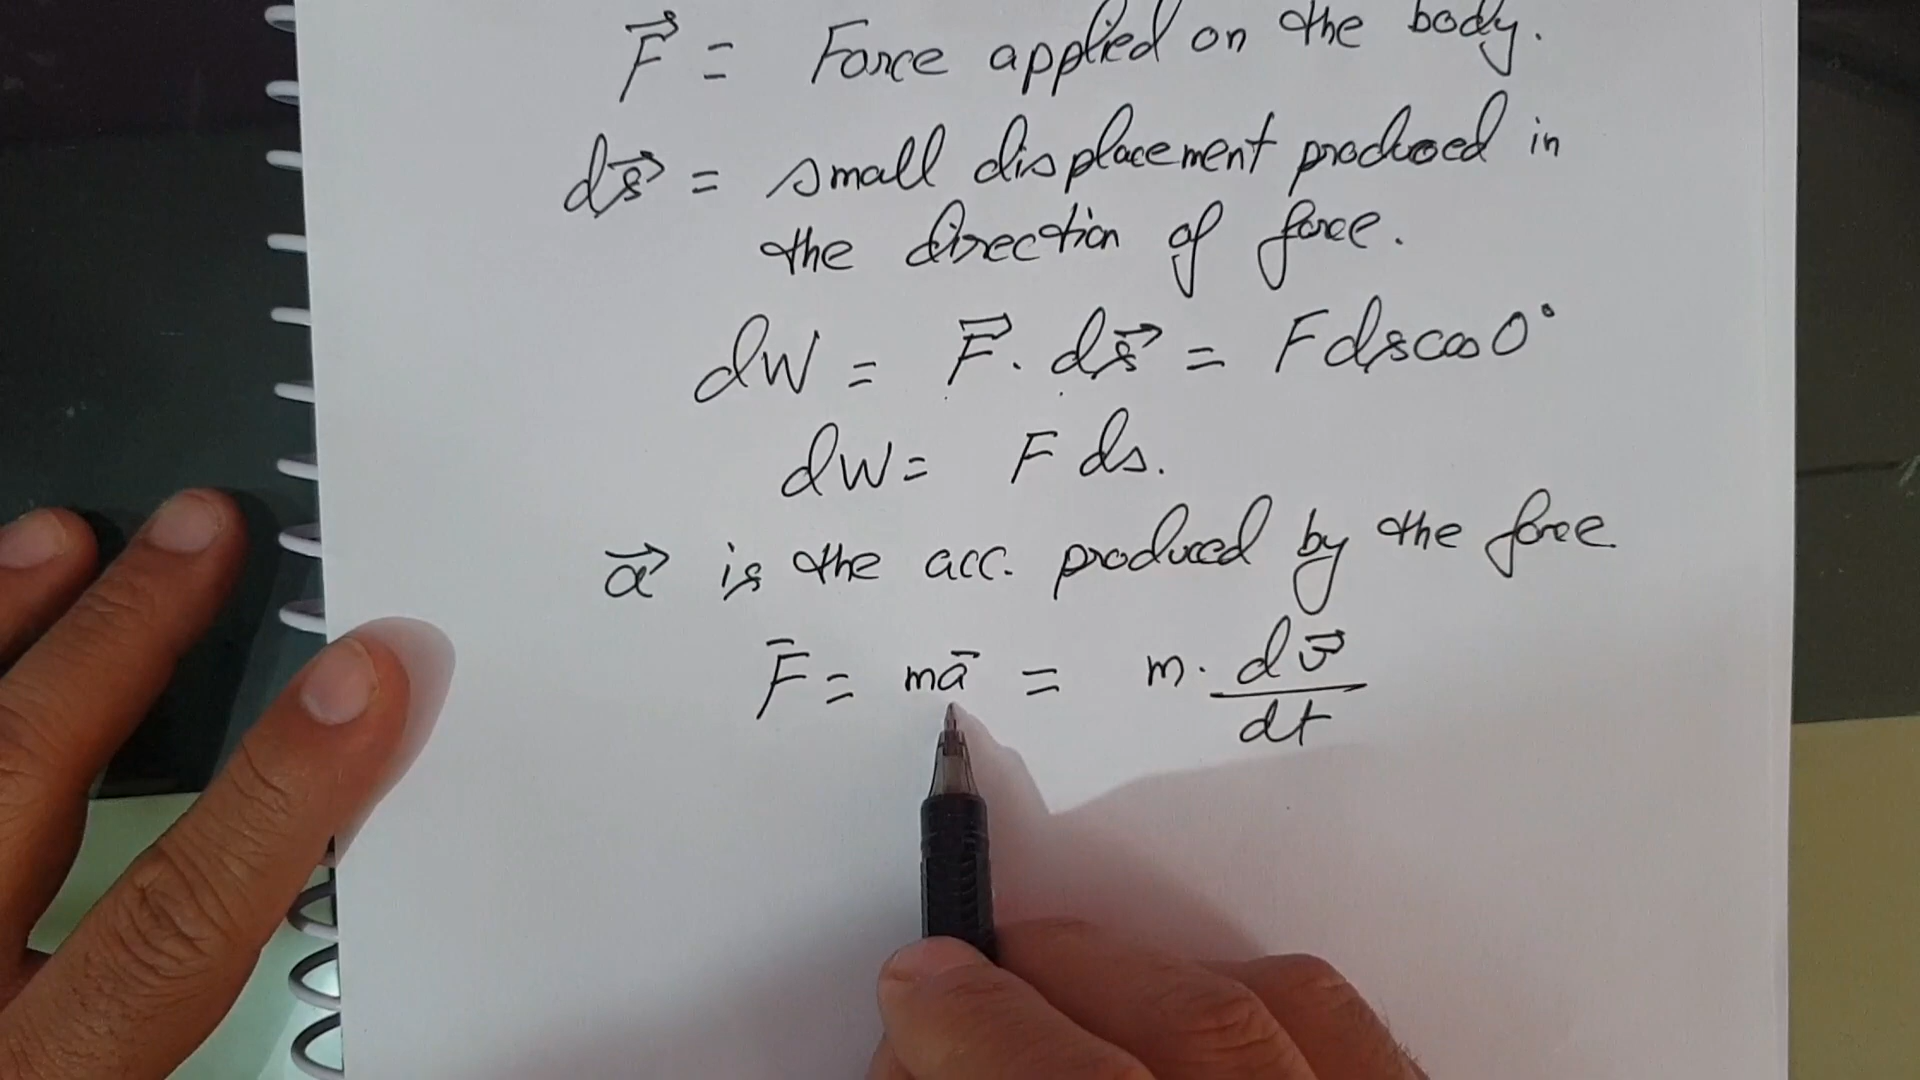 F⃗ = Force applied on the body.
ds⃗ = small displacement produced in
the direction of force.
dW = F⃗ . ds⃗ = F ds cos 0°
dW = F ds.
a⃗ is the acc. produced by the force
F̄ = mā = m. dv⃗/dt